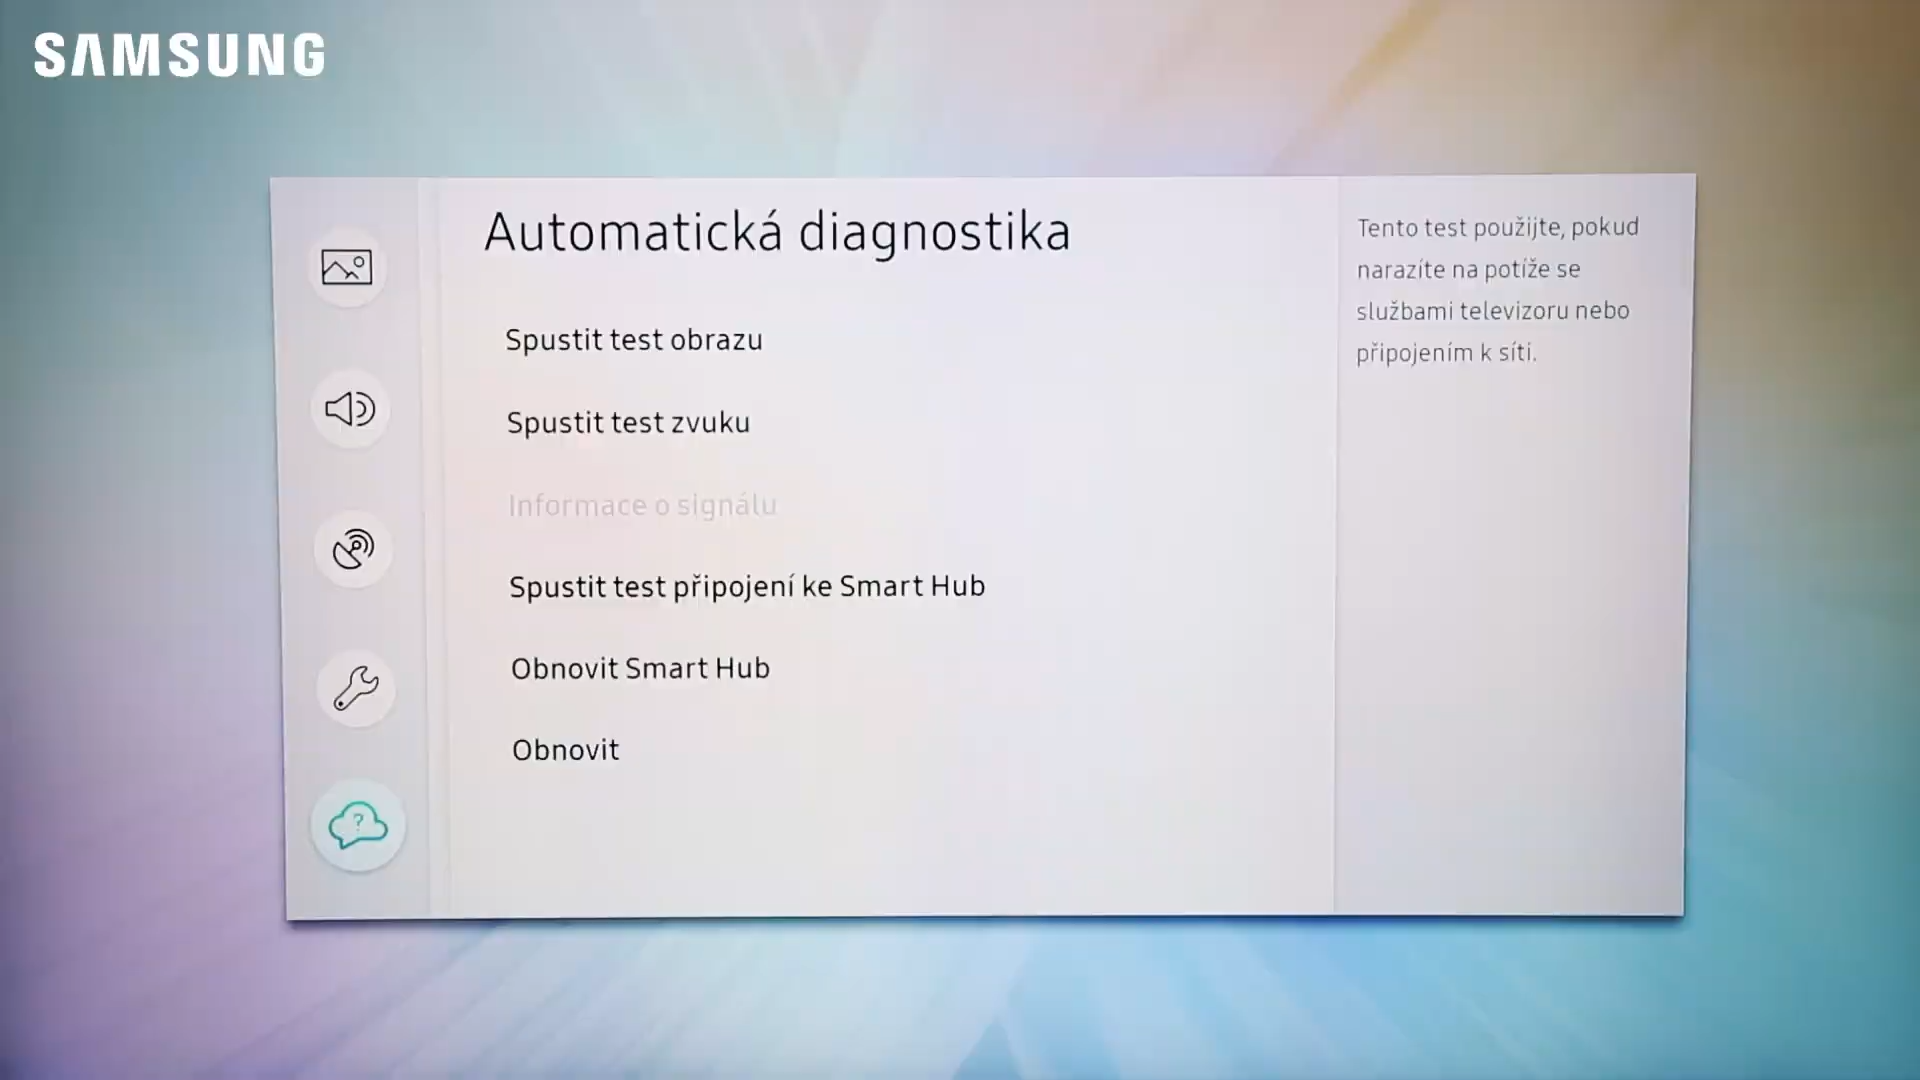 SAMSUNG
Automatická diagnostika
Spustit test obrazu
Spustit test zvuku
Informace o signálu
Spustit test připojení ke Smart Hub
Obnovit Smart Hub
Obnovit
Tento test použijte, pokud
narazíte na potíže se
službami televizoru nebo
připojením k síti.
?